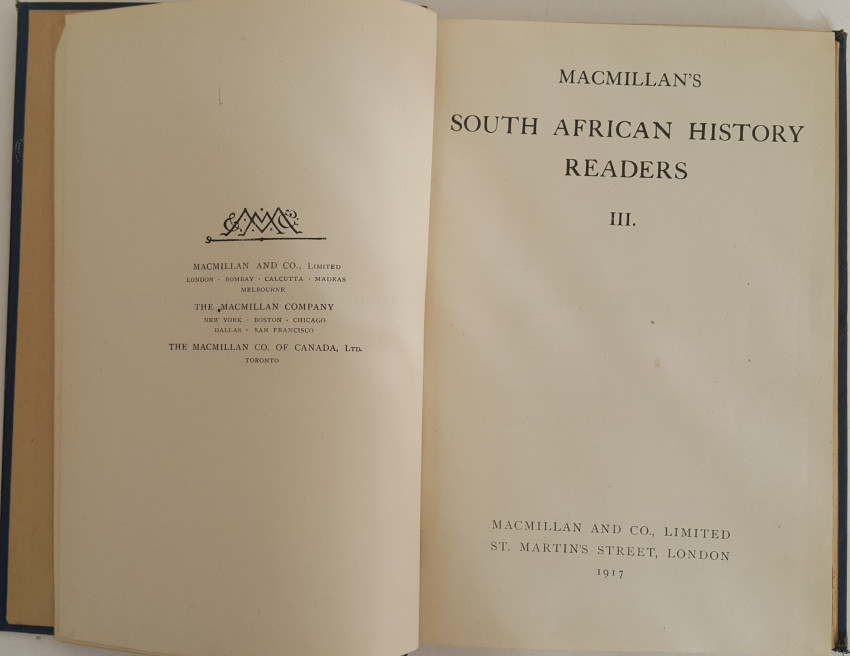 MACMILLAN AND CO., LIMITED
LONDON · BOMBAY · CALCUTTA · MADRAS
MELBOURNE
THE MACMILLAN COMPANY
NEW YORK · BOSTON · CHICAGO
DALLAS · SAN FRANCISCO
THE MACMILLAN CO. OF CANADA, LTD.
TORONTO
MACMILLAN'S
SOUTH AFRICAN HISTORY
READERS
III.
MACMILLAN AND CO., LIMITED
ST. MARTIN'S STREET, LONDON
1917